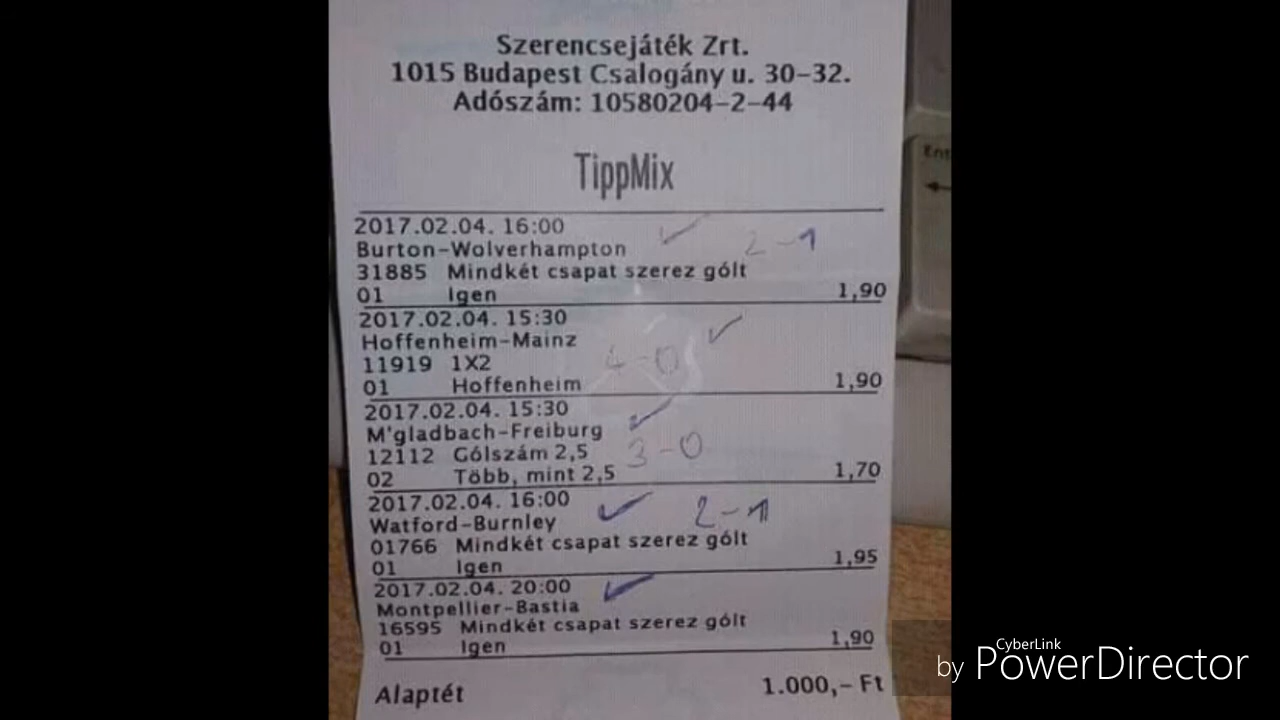 Szerencsejáték Zrt.
1015 Budapest Csalogány u. 30-32.
Adószám: 10580204-2-44
TippMix
2017.02.04. 16:00
Burton-Wolverhampton 2-1
31885 Mindkét csapat szerez gólt
01 Igen 1,90
2017.02.04. 15:30
Hoffenheim-Mainz
11919 1X2 4-0
01 Hoffenheim 1,90
2017.02.04. 15:30
M'gladbach-Freiburg
12112 Gólszám 2,5 3-0
02 Több, mint 2,5 1,70
2017.02.04. 16:00
Watford-Burnley 2-1
01766 Mindkét csapat szerez gólt
01 Igen 1,95
2017.02.04. 20:00
Montpellier-Bastia
16595 Mindkét csapat szerez gólt
01 Igen 1,90
Alaptét 1.000,- Ft
Ent
CyberLink
by PowerDirector